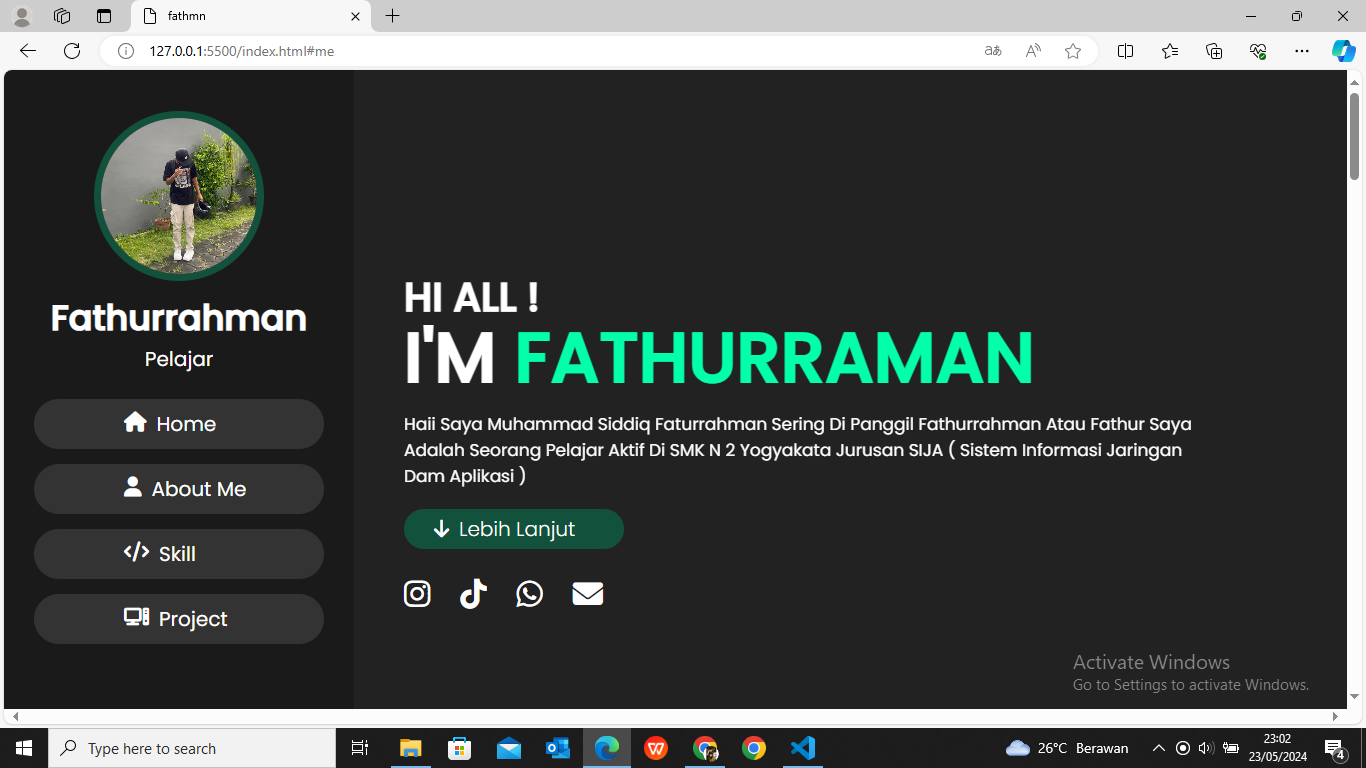 fathmn
127.0.0.1:5500/index.html#me
Fathurrahman
Pelajar
Home
About Me
Skill
Project
HI ALL !
I'M FATHURRAMAN
Haii Saya Muhammad Siddiq Faturrahman Sering Di Panggil Fathurrahman Atau Fathur Saya
Adalah Seorang Pelajar Aktif Di SMK N 2 Yogyakata Jurusan SIJA ( Sistem Informasi Jaringan
Dam Aplikasi )
Lebih Lanjut
Activate Windows
Go to Settings to activate Windows.
Type here to search
26°C Berawan
23:02
23/05/2024
4